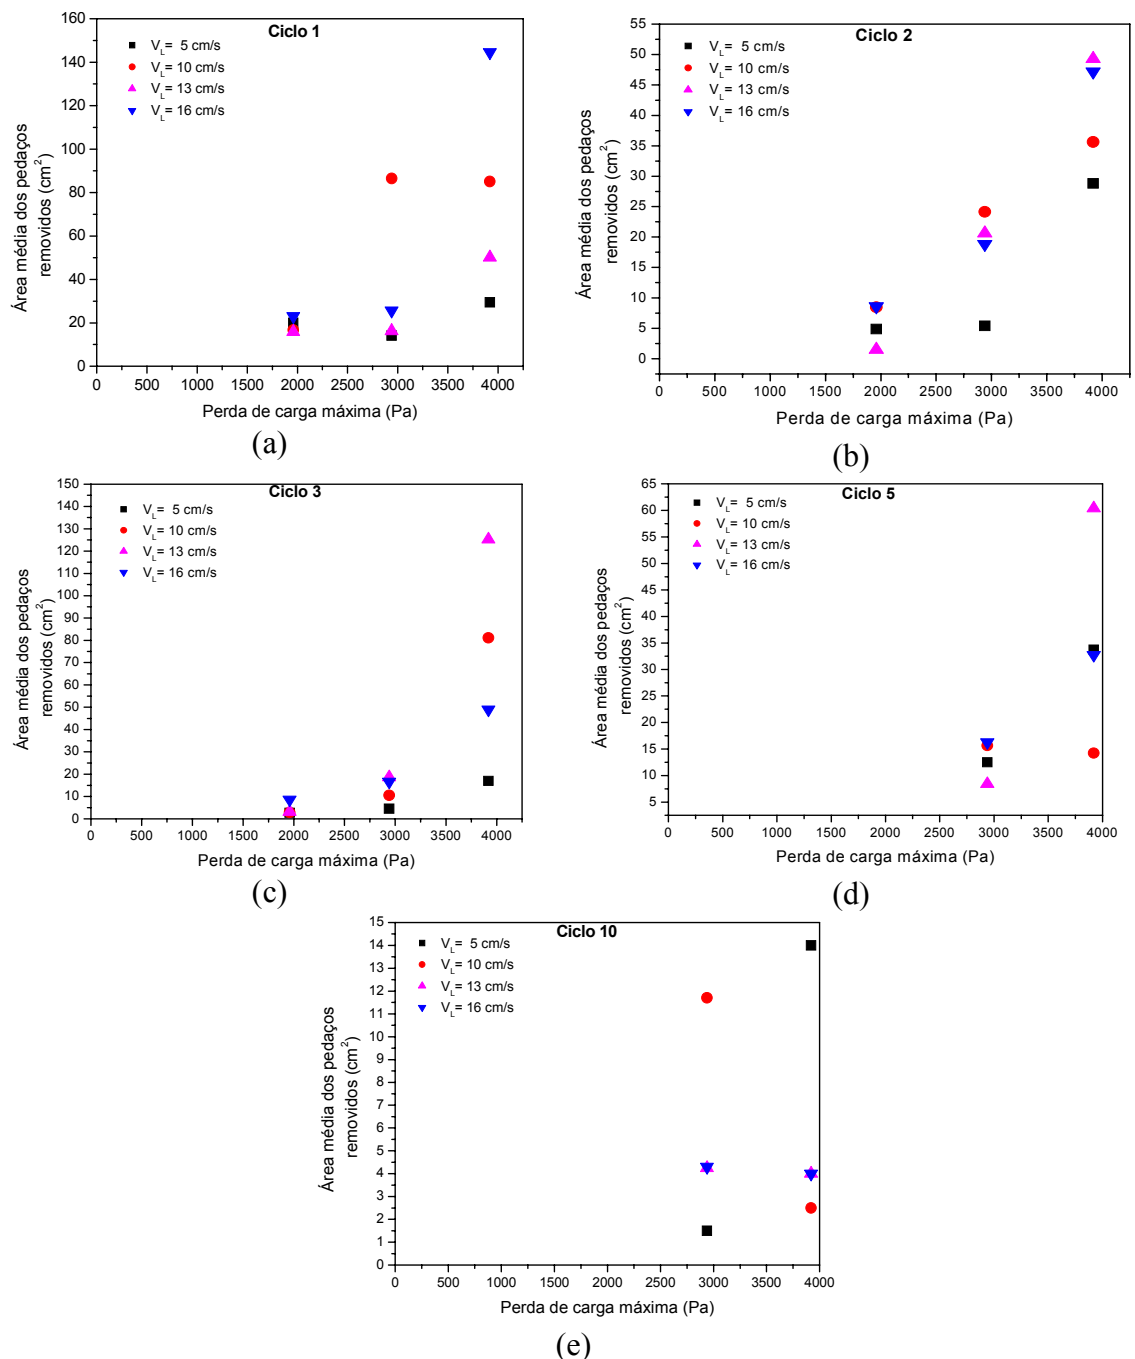 Ciclo 1
V_L= 5 cm/s
V_L= 10 cm/s
V_L= 13 cm/s
V_L= 16 cm/s
Área média dos pedaços
removidos (cm²)
160
140
120
100
80
60
40
20
0
0 500 1000 1500 2000 2500 3000 3500 4000
Perda de carga máxima (Pa)
(a)
Ciclo 2
V_L= 5 cm/s
V_L= 10 cm/s
V_L= 13 cm/s
V_L= 16 cm/s
Área média dos pedaços
removidos (cm²)
55
50
45
40
35
30
25
20
15
10
5
0
0 500 1000 1500 2000 2500 3000 3500 4000
Perda de carga máxima (Pa)
(b)
Ciclo 3
V_L= 5 cm/s
V_L= 10 cm/s
V_L= 13 cm/s
V_L= 16 cm/s
Área média dos pedaços
removidos (cm²)
150
140
130
120
110
100
90
80
70
60
50
40
30
20
10
0
0 500 1000 1500 2000 2500 3000 3500 4000
Perda de carga máxima (Pa)
(c)
Ciclo 5
V_L= 5 cm/s
V_L= 10 cm/s
V_L= 13 cm/s
V_L= 16 cm/s
Área média dos pedaços
removidos (cm²)
65
60
55
50
45
40
35
30
25
20
15
10
5
0 500 1000 1500 2000 2500 3000 3500 4000
Perda de carga máxima (Pa)
(d)
Ciclo 10
V_L= 5 cm/s
V_L= 10 cm/s
V_L= 13 cm/s
V_L= 16 cm/s
Área média dos pedaços
removidos (cm²)
15
14
13
12
11
10
9
8
7
6
5
4
3
2
1
0
0 500 1000 1500 2000 2500 3000 3500 4000
Perda de carga máxima (Pa)
(e)